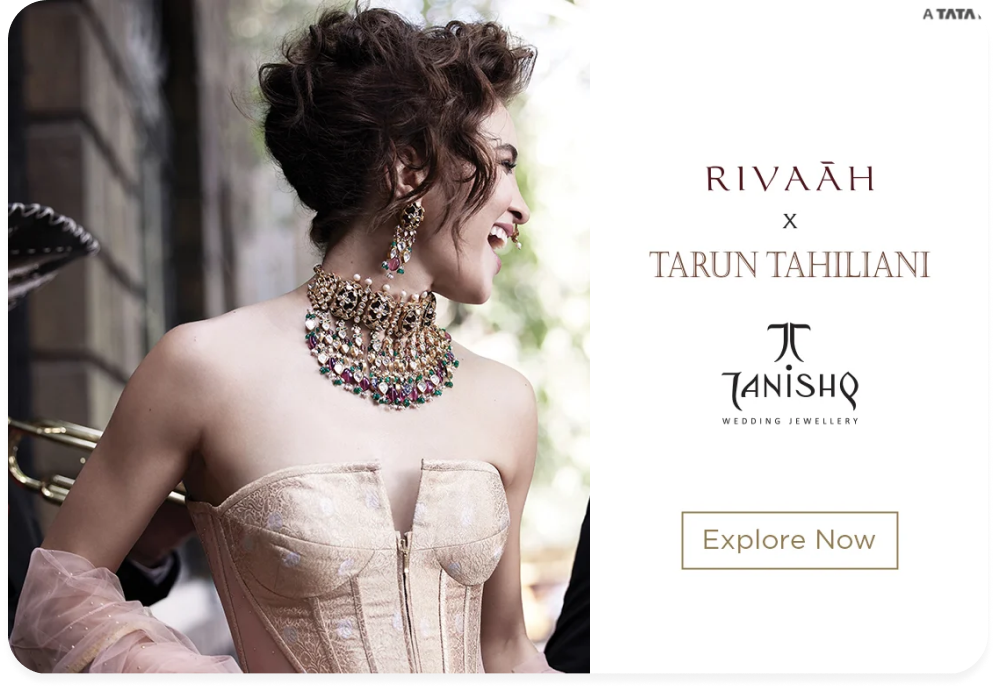 A TATA
RIVAĀH
x
TARUN TAHILIANI
TANISHQ
WEDDING JEWELLERY
Explore Now